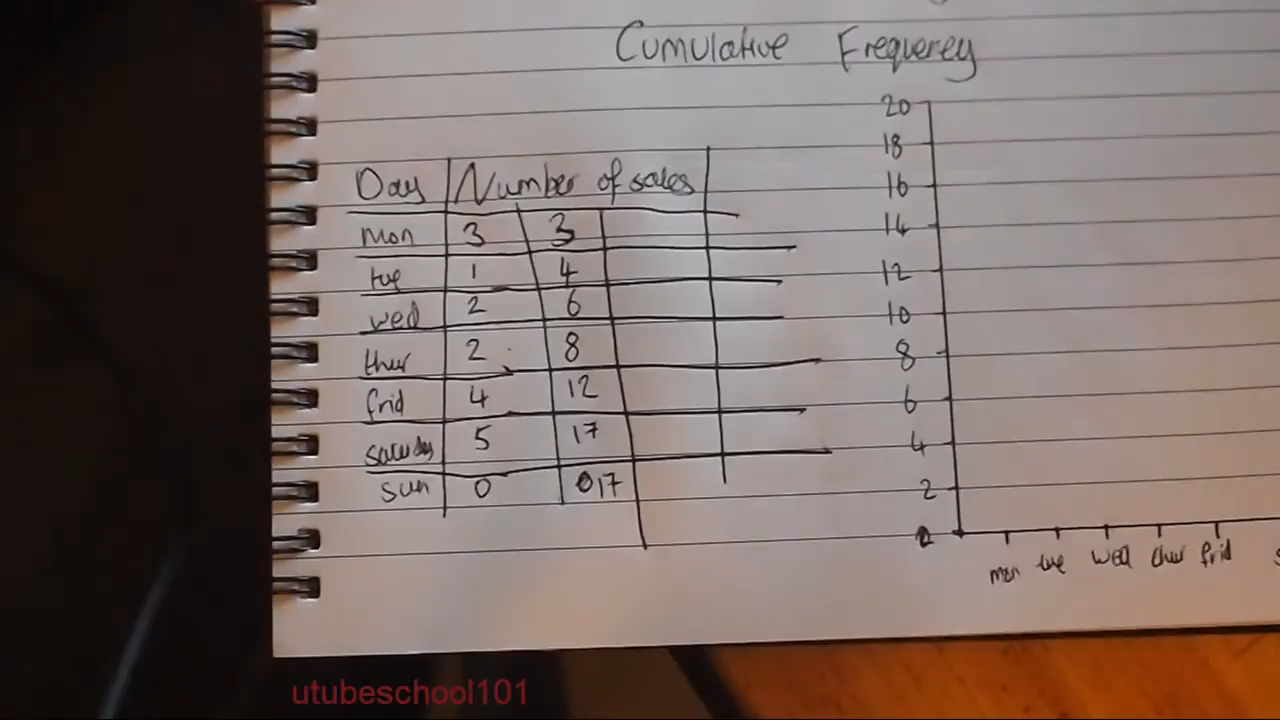 Cumulative Frequency
Day Number of sales
Mon 3 3
tue 1 4
wed 2 6
thur 2 8
frid 4 12
saturday 5 17
sun 0 017
20
18
16
14
12
10
8
6
4
2
mon tue wed thur frid s
utubeschool101